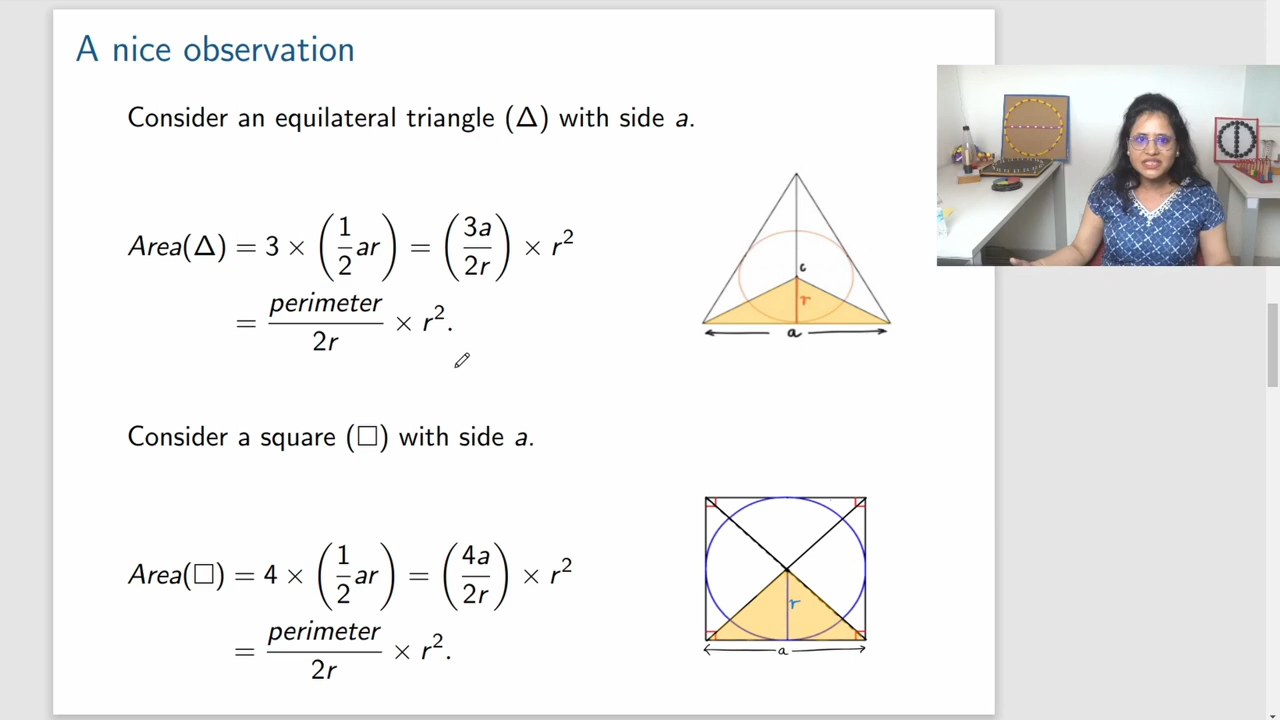 A nice observation
Consider an equilateral triangle (Δ) with side a.
Area(Δ) = 3 × (1/2 ar) = (3a/2r) × r²
= perimeter/2r × r².
c
r
a
Consider a square (□) with side a.
Area(□) = 4 × (1/2 ar) = (4a/2r) × r²
= perimeter/2r × r².
r
a